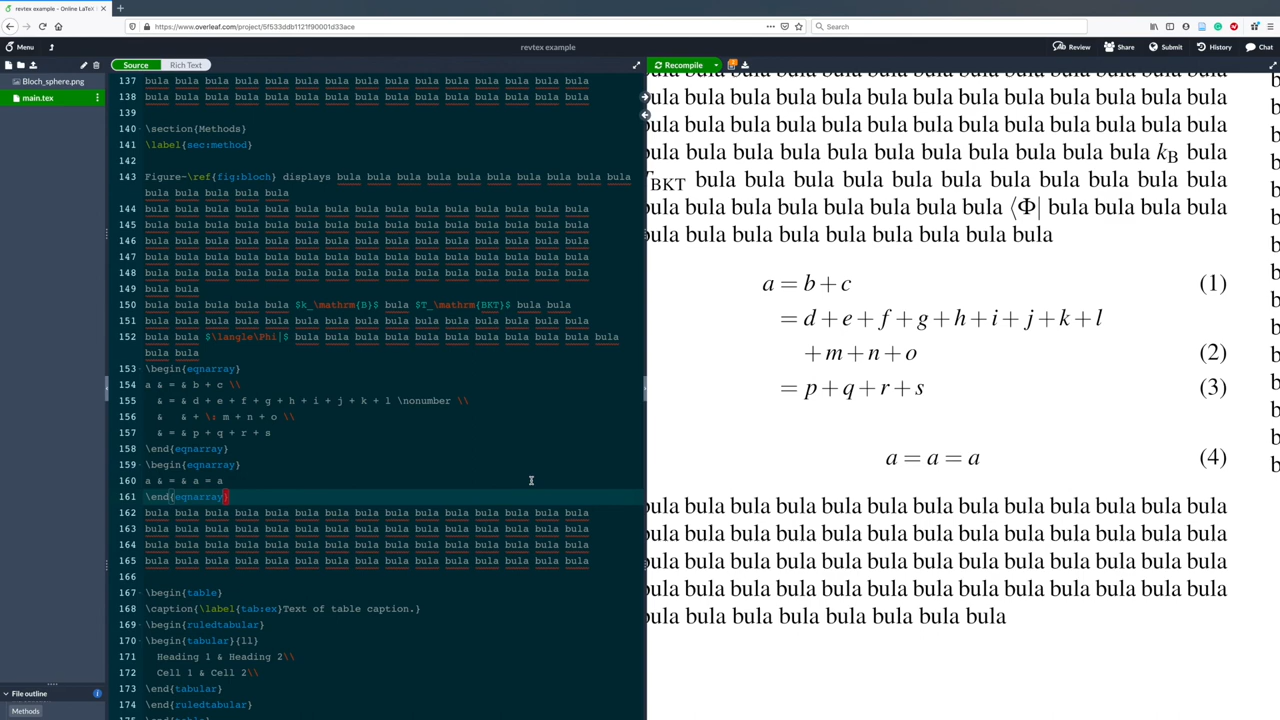 revtex example - Online LaTeX
https://www.overleaf.com/project/5f533ddb1121f90001d33ace
Search
Menu
revtex example
Review
Share
Submit
History
Chat
Source
Rich Text
Recompile
Bloch_sphere.png
main.tex
137 bula bula bula bula bula bula bula bula bula bula bula bula bula bula bula
138 bula bula bula bula bula bula bula bula bula bula bula bula bula bula bula
139
140 \section{Methods}
141 \label{sec:method}
142
143 Figure~\ref{fig:bloch} displays bula bula bula bula bula bula bula bula bula bula
bula bula bula bula bula
144 bula bula bula bula bula bula bula bula bula bula bula bula bula bula bula
145 bula bula bula bula bula bula bula bula bula bula bula bula bula bula bula
146 bula bula bula bula bula bula bula bula bula bula bula bula bula bula bula
147 bula bula bula bula bula bula bula bula bula bula bula bula bula bula bula
148 bula bula bula bula bula bula bula bula bula bula bula bula bula bula bula
149 bula bula
150 bula bula bula bula bula $k_\mathrm{B}$ bula $T_\mathrm{BKT}$ bula bula
151 bula bula bula bula bula bula bula bula bula bula bula bula bula bula bula
152 bula bula $\langle\Phi|$ bula bula bula bula bula bula bula bula bula bula bula
bula bula
153 \begin{eqnarray}
154 a & = & b + c \\
155 & = & d + e + f + g + h + i + j + k + l \nonumber \\
156 & & + \: m + n + o \\
157 & = & p + q + r + s
158 \end{eqnarray}
159 \begin{eqnarray}
160 a & = & a = a
161 \end{eqnarray}
162 bula bula bula bula bula bula bula bula bula bula bula bula bula bula bula
163 bula bula bula bula bula bula bula bula bula bula bula bula bula bula bula
164 bula bula bula bula bula bula bula bula bula bula bula bula bula bula bula
165 bula bula bula bula bula bula bula bula bula bula bula bula bula bula bula
166
167 \begin{table}
168 \caption{\label{tab:ex}Text of table caption.}
169 \begin{ruledtabular}
170 \begin{tabular}{ll}
171 Heading 1 & Heading 2\\
172 Cell 1 & Cell 2\\
173 \end{tabular}
174 \end{ruledtabular}
File outline
Methods
bula bula bula bula bula bula bula bula bula bula bula bula
bula bula bula bula bula bula bula bula bula bula bula bula
bula bula bula bula bula bula bula bula bula bula k_B bula
T_BKT bula bula bula bula bula bula bula bula bula bula bula
bula bula bula bula bula bula bula ⟨Φ| bula bula bula bula
bula bula bula bula bula bula bula bula
a = b + c (1)
= d + e + f + g + h + i + j + k + l
+ m + n + o (2)
= p + q + r + s (3)
a = a = a (4)
bula bula bula bula bula bula bula bula bula bula bula bula
bula bula bula bula bula bula bula bula bula bula bula bula
bula bula bula bula bula bula bula bula bula bula bula bula
bula bula bula bula bula bula bula bula bula bula bula bula
bula bula bula bula bula bula bula